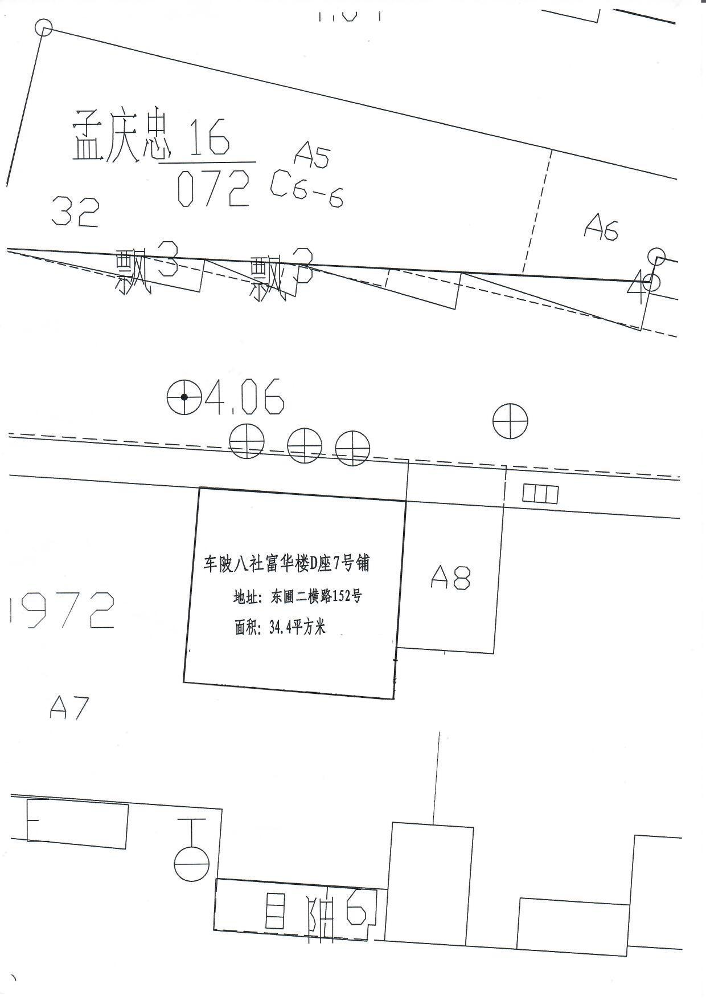 孟庆忠 16
072
A5
C6-6
32
A6
飘 3
飘 3
4
4.06
车陂八社富华楼D座7号铺
地址：东圃二横路152号
面积：34.4平方米
A8
1972
A7
阳 6